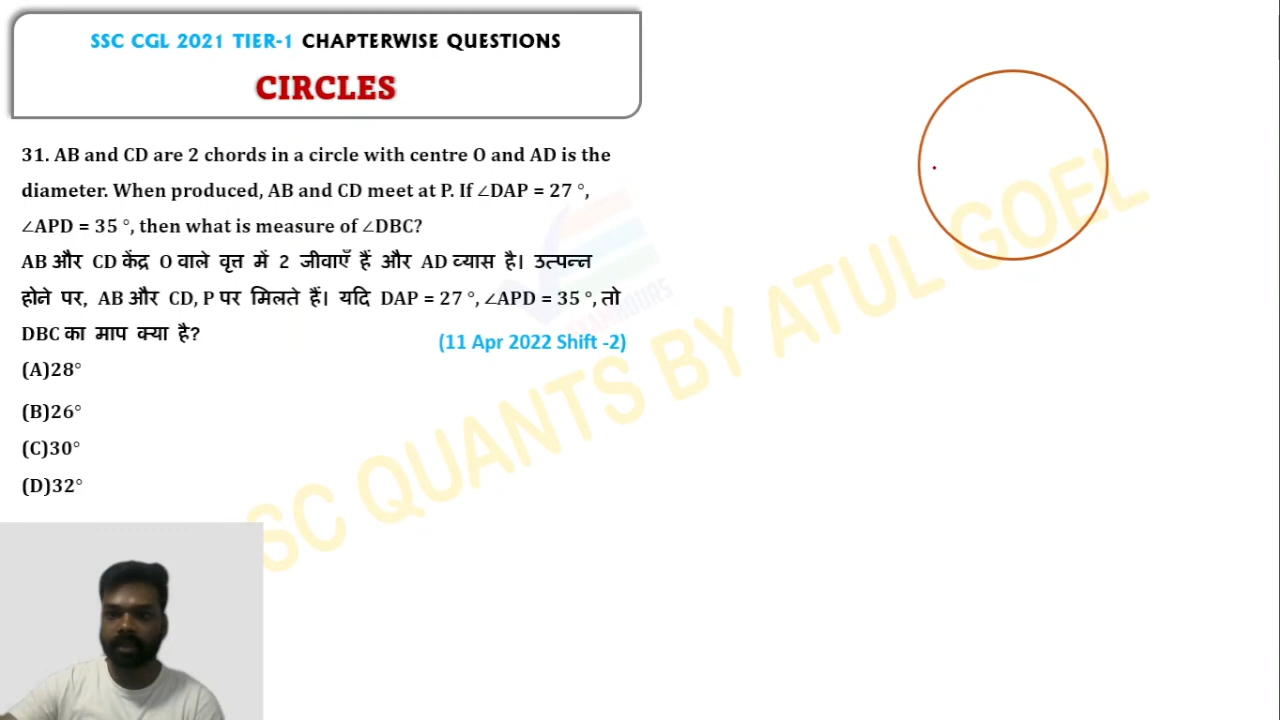 SSC CGL 2021 TIER-1 CHAPTERWISE QUESTIONS
CIRCLES
31. AB and CD are 2 chords in a circle with centre O and AD is the
diameter. When produced, AB and CD meet at P. If ∠DAP = 27 °,
∠APD = 35 °, then what is measure of ∠DBC?
AB और CD केंद्र O वाले वृत्त में 2 जीवाएँ हैं और AD व्यास है। उत्पन्न
होने पर, AB और CD, P पर मिलते हैं। यदि DAP = 27 °, ∠APD = 35 °, तो
DBC का माप क्या है?
(11 Apr 2022 Shift -2)
(A)28°
(B)26°
(C)30°
(D)32°
SC QUANTS BY ATUL GOEL